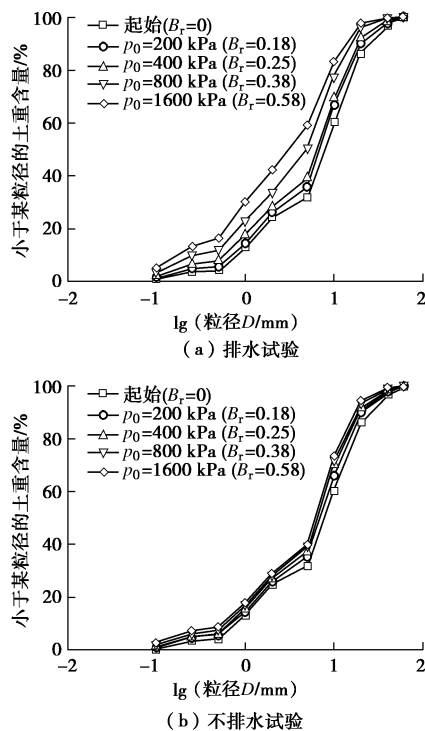 100
80
60
40
20
0
小于某粒径的土重含量/%
起始(Br=0)
p0=200 kPa (Br=0.18)
p0=400 kPa (Br=0.25)
p0=800 kPa (Br=0.38)
p0=1600 kPa (Br=0.58)
−2 −1 0 1 2
lg (粒径D/mm)
(a) 排水试验
100
80
60
40
20
0
小于某粒径的土重含量/%
起始(Br=0)
p0=200 kPa (Br=0.18)
p0=400 kPa (Br=0.25)
p0=800 kPa (Br=0.38)
p0=1600 kPa (Br=0.58)
−2 −1 0 1 2
lg (粒径D/mm)
(b) 不排水试验